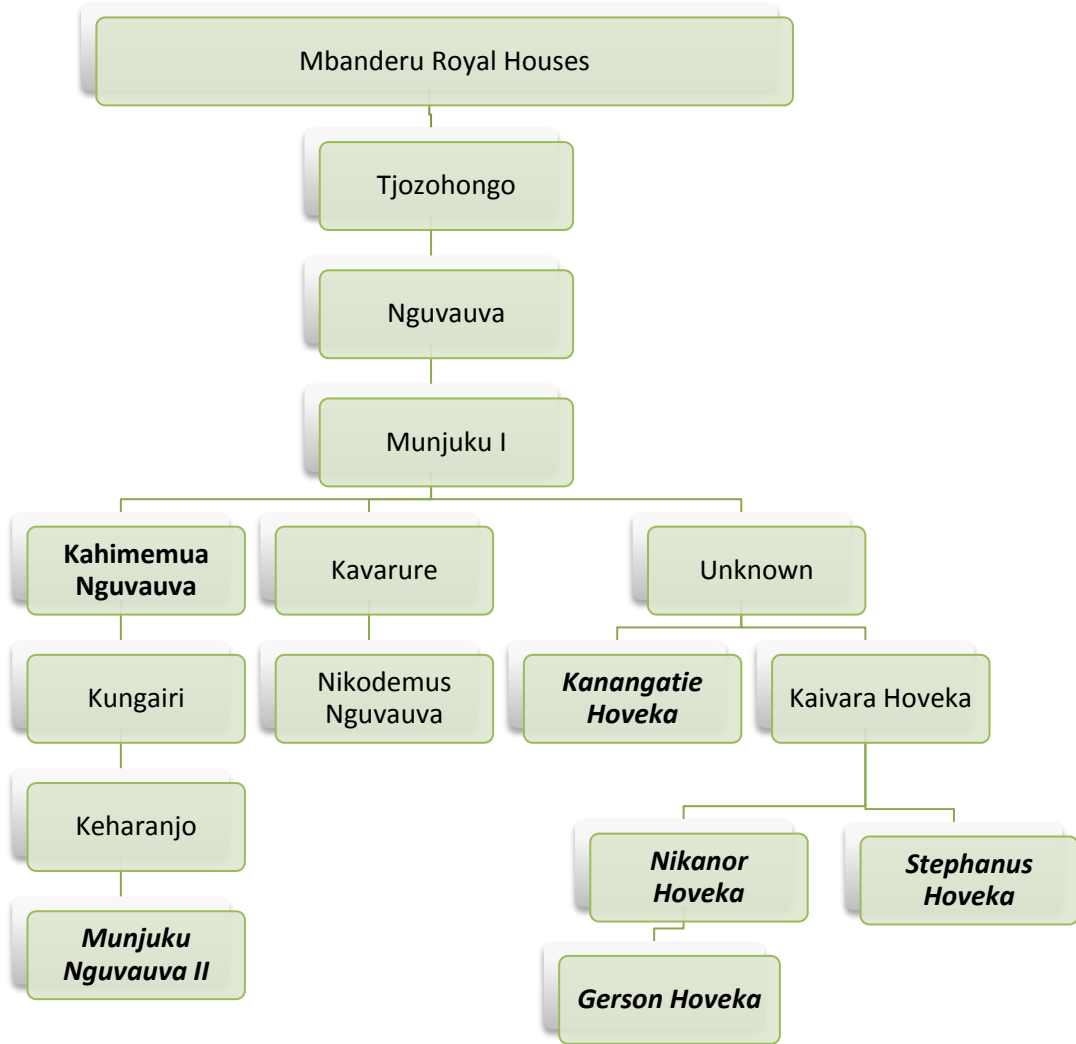 Mbanderu Royal Houses
Tjozohongo
Nguvauva
Munjuku I
Kahimemua
Nguvauva
Kavarure
Unknown
Kungairi
Nikodemus
Nguvauva
Kanangatie
Hoveka
Kaivara Hoveka
Keharanjo
Nikanor
Hoveka
Stephanus
Hoveka
Munjuku
Nguvauva II
Gerson Hoveka